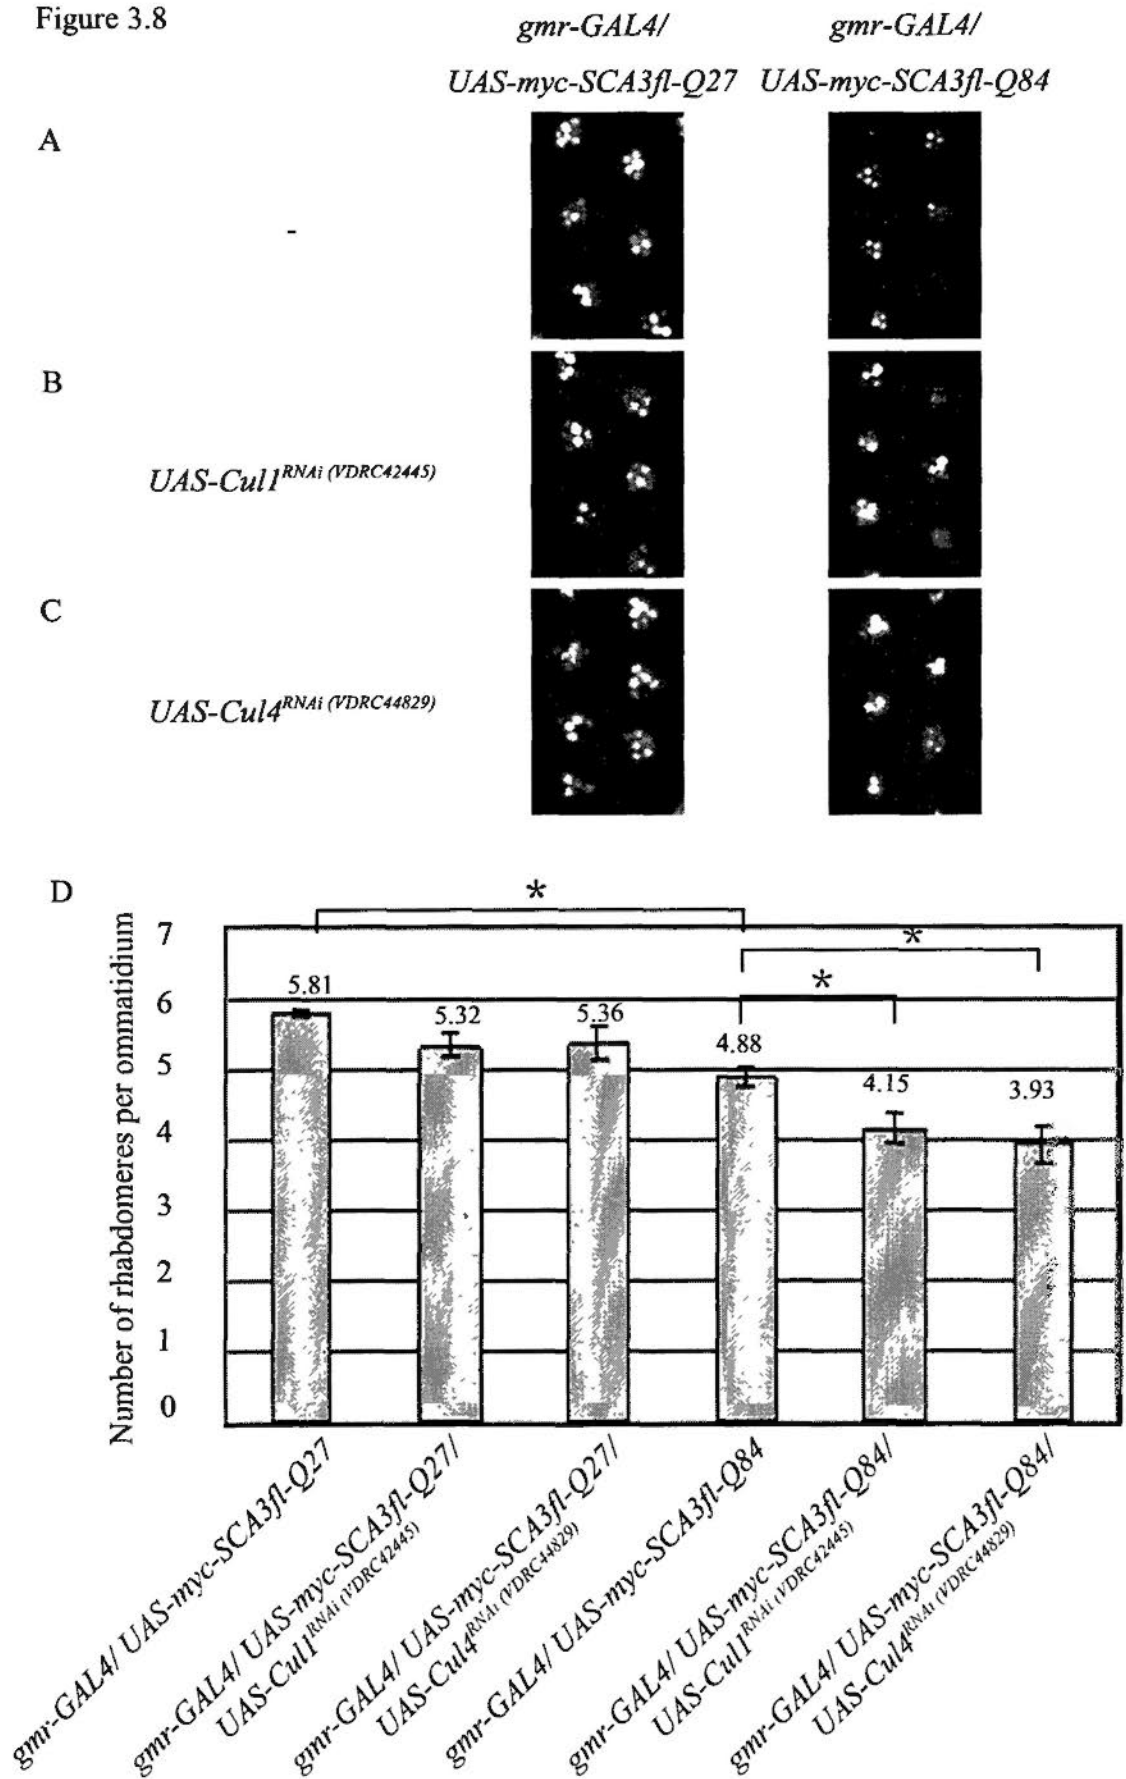 Figure 3.8
gmr-GAL4/ gmr-GAL4/
UAS-myc-SCA3fl-Q27 UAS-myc-SCA3fl-Q84
A
-
B
UAS-Cul1RNAi (VDRC42445)
C
UAS-Cul4RNAi (VDRC44829)
D
Number of rhabdomeres per ommatidium
7
6
5
4
3
2
1
0
*
*
*
5.81
5.32
5.36
4.88
4.15
3.93
gmr-GAL4/ UAS-myc-SCA3fl-Q27
gmr-GAL4/ UAS-myc-SCA3fl-Q27/
UAS-Cul1RNAi (VDRC42445)
gmr-GAL4/ UAS-myc-SCA3fl-Q27/
UAS-Cul4RNAi (VDRC44829)
gmr-GAL4/ UAS-myc-SCA3fl-Q84
gmr-GAL4/ UAS-myc-SCA3fl-Q84/
UAS-Cul1RNAi (VDRC42445)
gmr-GAL4/ UAS-myc-SCA3fl-Q84/
UAS-Cul4RNAi (VDRC44829)